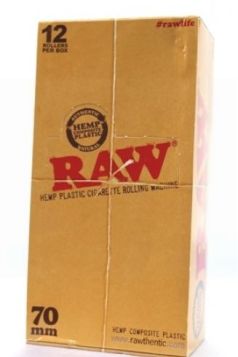 #rawlife
12
ROLLERS
PER BOX
AUTHENTIC
HEMP
COMPOSITE
PLASTIC
RAW
HEMP PLASTIC CIGARETTE ROLLING MACHINE
70
mm
HEMP COMPOSITE PLASTIC
www.rawthentic.com